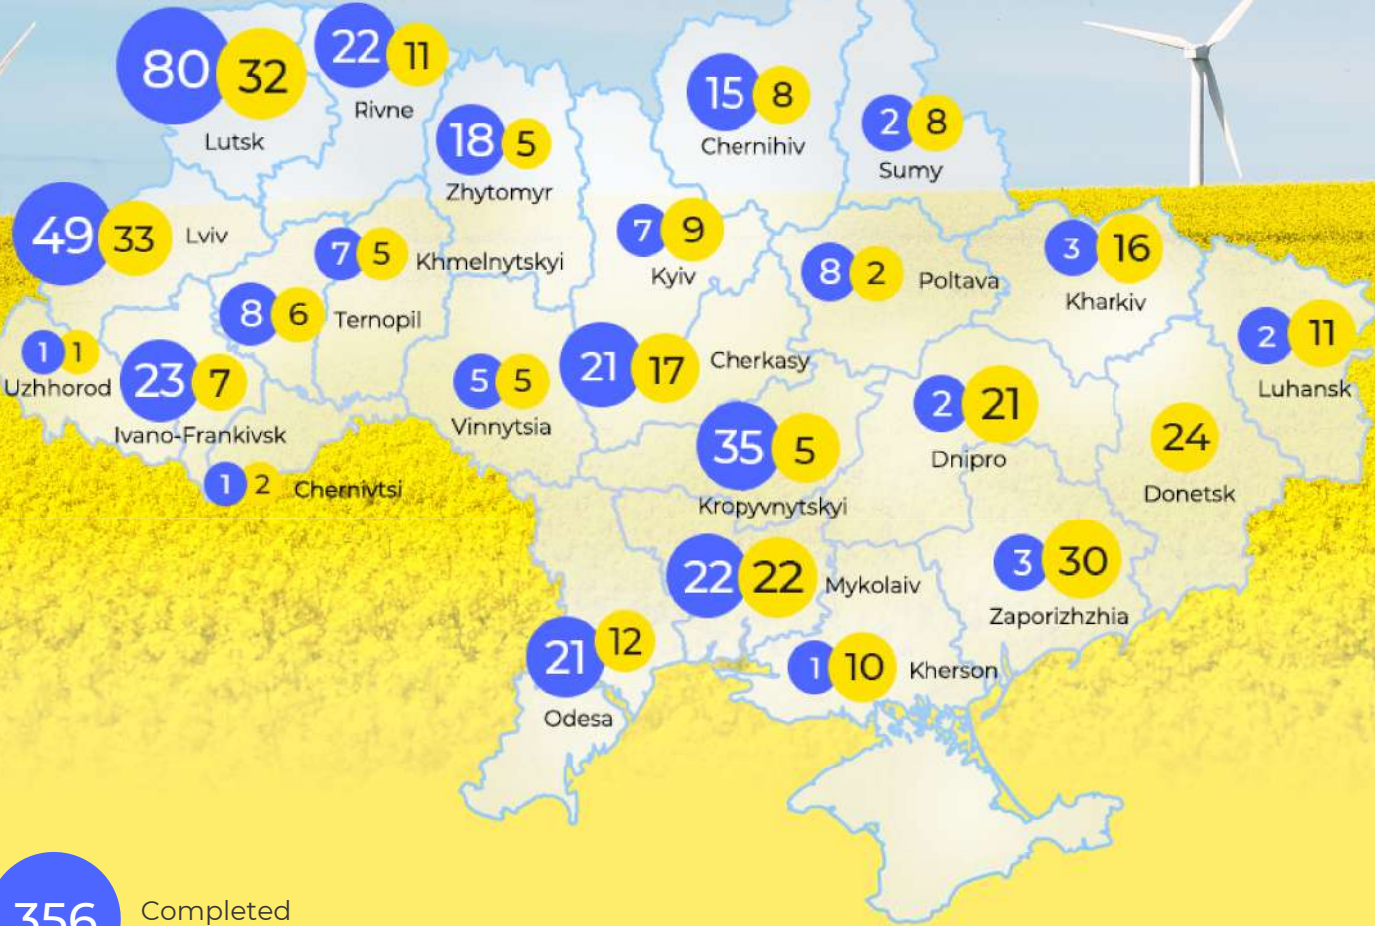 80 32
Lutsk
22 11
Rivne
18 5
Zhytomyr
15 8
Chernihiv
2 8
Sumy
49 33 Lviv
7 5 Khmelnytskyi
7 9
Kyiv
8 2 Poltava
3 16
Kharkiv
8 6 Ternopil
2 11
Luhansk
1 1
Uzhhorod
23 7
Ivano-Frankivsk
5 5
Vinnytsia
21 17 Cherkasy
2 21
Dnipro
24
Donetsk
35 5
Kropyvnytskyi
1 2 Chernivtsi
22 22 Mykolaiv
3 30
Zaporizhzhia
21 12
Odesa
1 10 Kherson
356 Completed